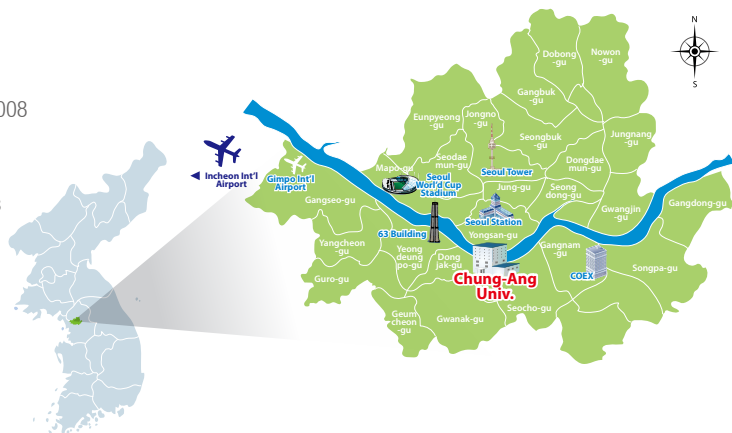 N
S
008
Dobong
-gu
Nowon
-gu
Gangbuk
-gu
Eunpyeong
-gu
Jongno
-gu
Seongbuk
-gu
Jungnang
-gu
Seodae
mun-gu
Dongdae
mun-gu
Mapo-gu
Seoul
World Cup
Stadium
Seoul Tower
Jung-gu
Seong
dong-gu
Incheon Int'l
Airport
Gimpo Int'l
Airport
Gangseo-gu
Gangdong-gu
Gwangjin
-gu
Seoul Station
63 Building
Yongsan-gu
Yangcheon
-gu
Yeong
deung
po-gu
Dong
jak-gu
Gangnam
-gu
Songpa-gu
Guro-gu
Chung-Ang
Univ.
COEX
Geum
cheon
-gu
Gwanak-gu
Seocho-gu